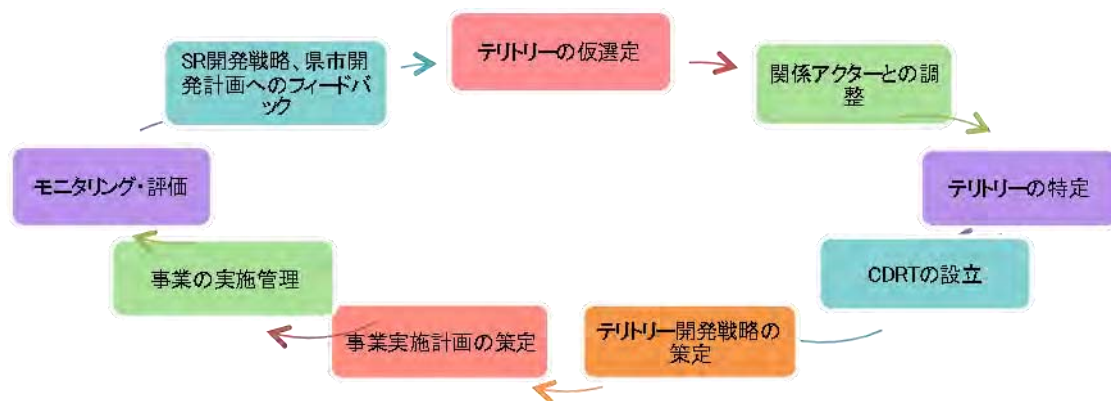 テリトリーの仮選定
関係アクターとの調
整
テリトリーの特定
CDRTの設立
テリトリー開発戦略の
策定
事業実施計画の策定
事業の実施管理
モニタリング・評価
SR開発戦略、県市開
発計画へのフィードバ
ック